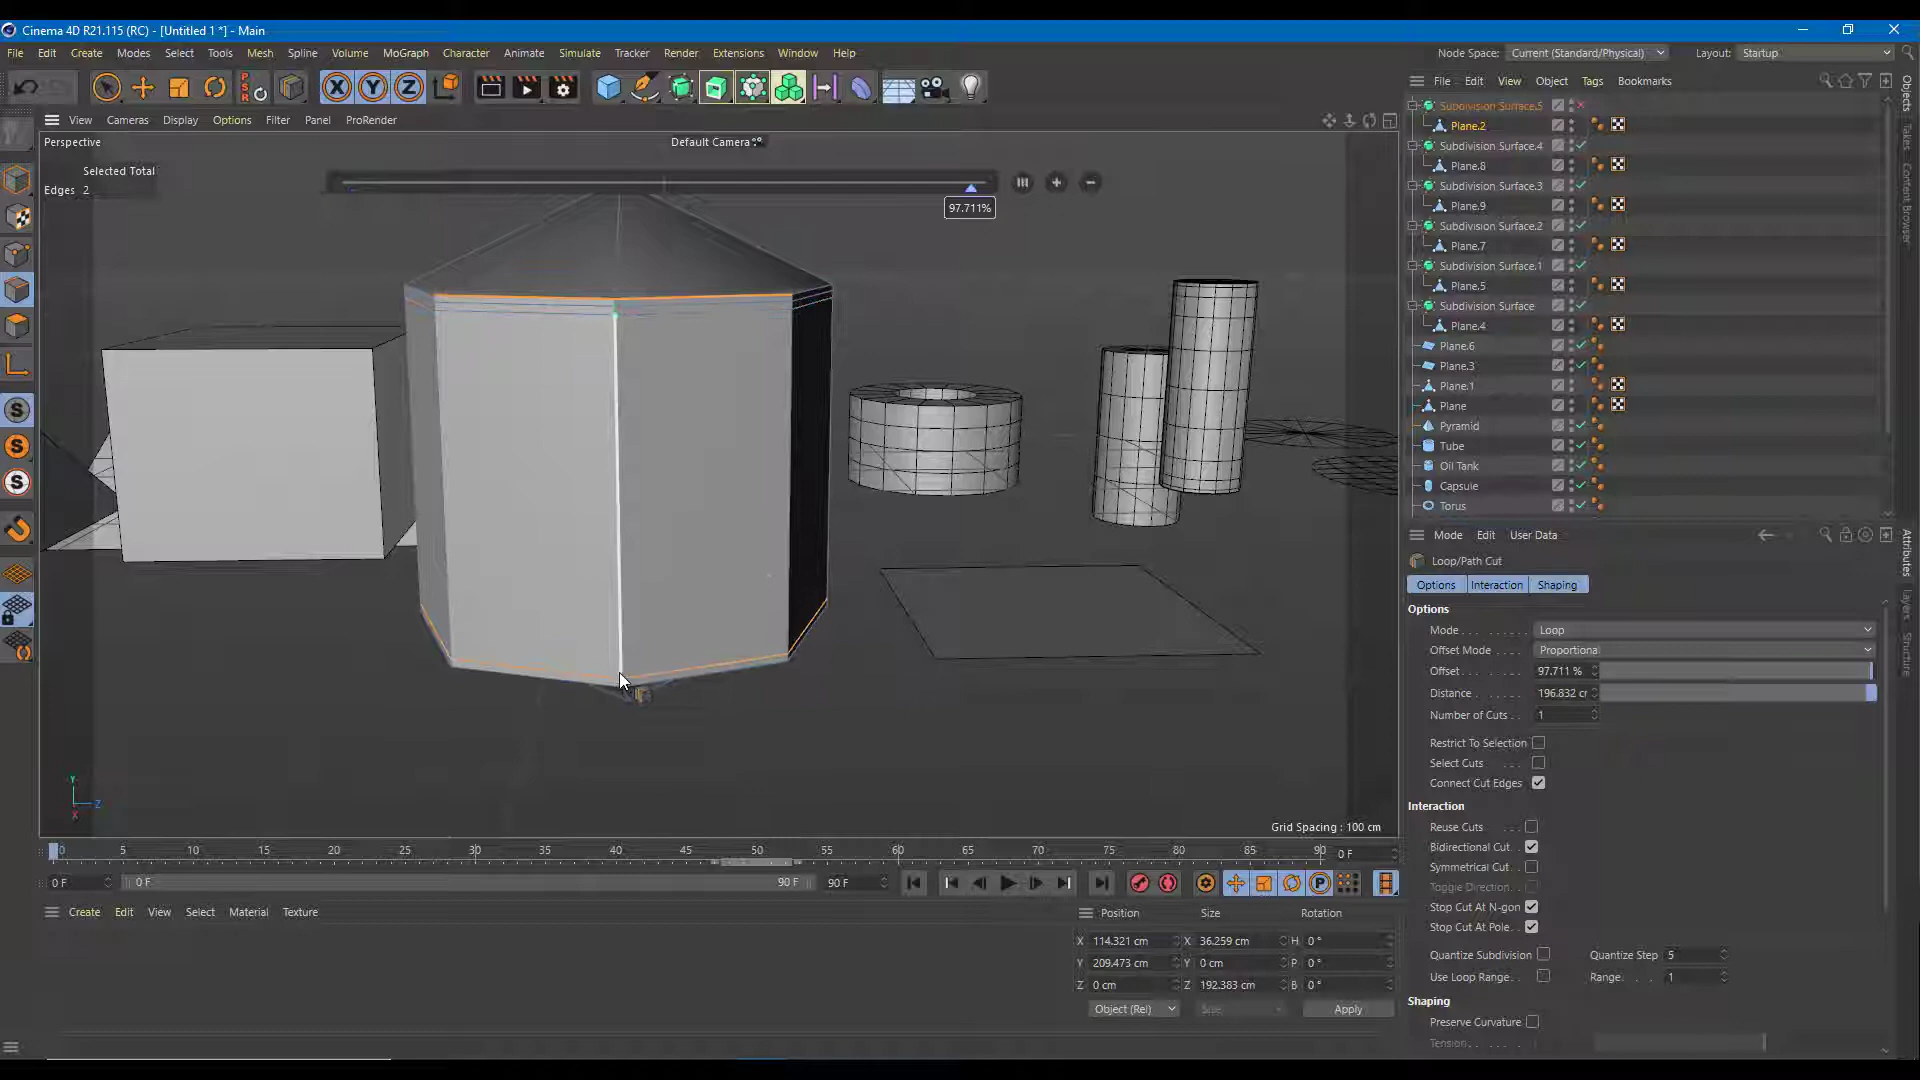 Cinema 4D R21.115 (RC) - [Untitled 1 *] - Main
File Edit Create Modes Select Tools Mesh Spline Volume MoGraph Character Animate Simulate Tracker Render Extensions Window Help
Node Space: Current (Standard/Physical) Layout: Startup
File Edit View Object Tags Bookmarks
View Cameras Display Options Filter Panel ProRender
Perspective
Default Camera
Selected Total
Edges 2
97.711%
Subdivision Surface.5
Plane.2
Subdivision Surface.4
Plane.8
Subdivision Surface.3
Plane.9
Subdivision Surface.2
Plane.7
Subdivision Surface.1
Plane.5
Subdivision Surface
Plane.4
Plane.6
Plane.3
Plane.1
Plane
Pyramid
Tube
Oil Tank
Capsule
Torus
Objects
Takes
Content Browser
Mode Edit User Data
Loop/Path Cut
Options Interaction Shaping
Options
Mode Loop
Offset Mode Proportional
Offset 97.711 %
Distance 196.832 cr
Number of Cuts 1
Restrict To Selection
Select Cuts
Connect Cut Edges
Interaction
Reuse Cuts
Bidirectional Cut
Symmetrical Cut
Toggle Direction
Stop Cut At N-gon
Stop Cut At Pole
Quantize Subdivision Quantize Step 5
Use Loop Range Range 1
Shaping
Preserve Curvature
Tension
Attributes
Layers
Structure
Y
Z
X
Grid Spacing : 100 cm
0 5 10 15 20 25 30 35 40 45 50 55 60 65 70 75 80 85 90 0 F
0 F 0 F 90 F 90 F
Create Edit View Select Material Texture
Position Size Rotation
X 114.321 cm X 36.259 cm H 0 °
Y 209.473 cm Y 0 cm P 0 °
Z 0 cm Z 192.383 cm B 0 °
Object (Rel) Size Apply